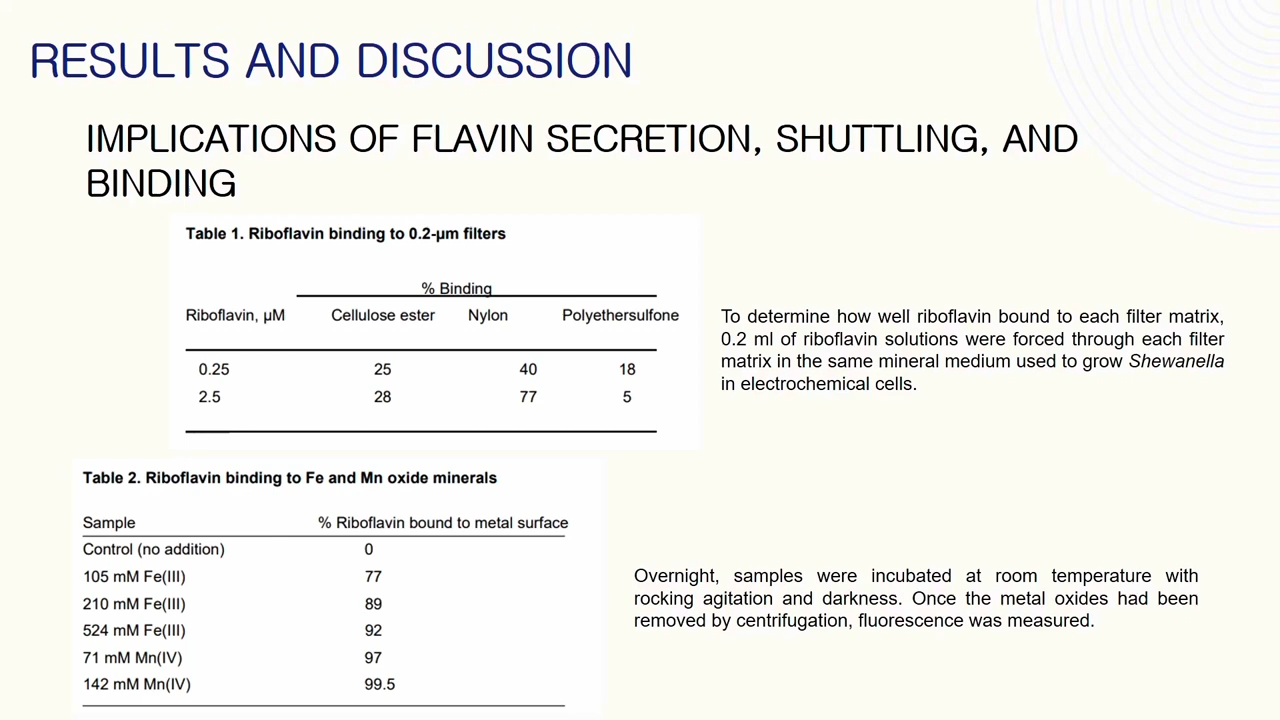 RESULTS AND DISCUSSION
IMPLICATIONS OF FLAVIN SECRETION, SHUTTLING, AND
BINDING
Table 1. Riboflavin binding to 0.2-µm filters
% Binding
Riboflavin, µM Cellulose ester Nylon Polyethersulfone
0.25 25 40 18
2.5 28 77 5
To determine how well riboflavin bound to each filter matrix,
0.2 ml of riboflavin solutions were forced through each filter
matrix in the same mineral medium used to grow Shewanella
in electrochemical cells.
Table 2. Riboflavin binding to Fe and Mn oxide minerals
Sample % Riboflavin bound to metal surface
Control (no addition) 0
105 mM Fe(III) 77
210 mM Fe(III) 89
524 mM Fe(III) 92
71 mM Mn(IV) 97
142 mM Mn(IV) 99.5
Overnight, samples were incubated at room temperature with
rocking agitation and darkness. Once the metal oxides had been
removed by centrifugation, fluorescence was measured.